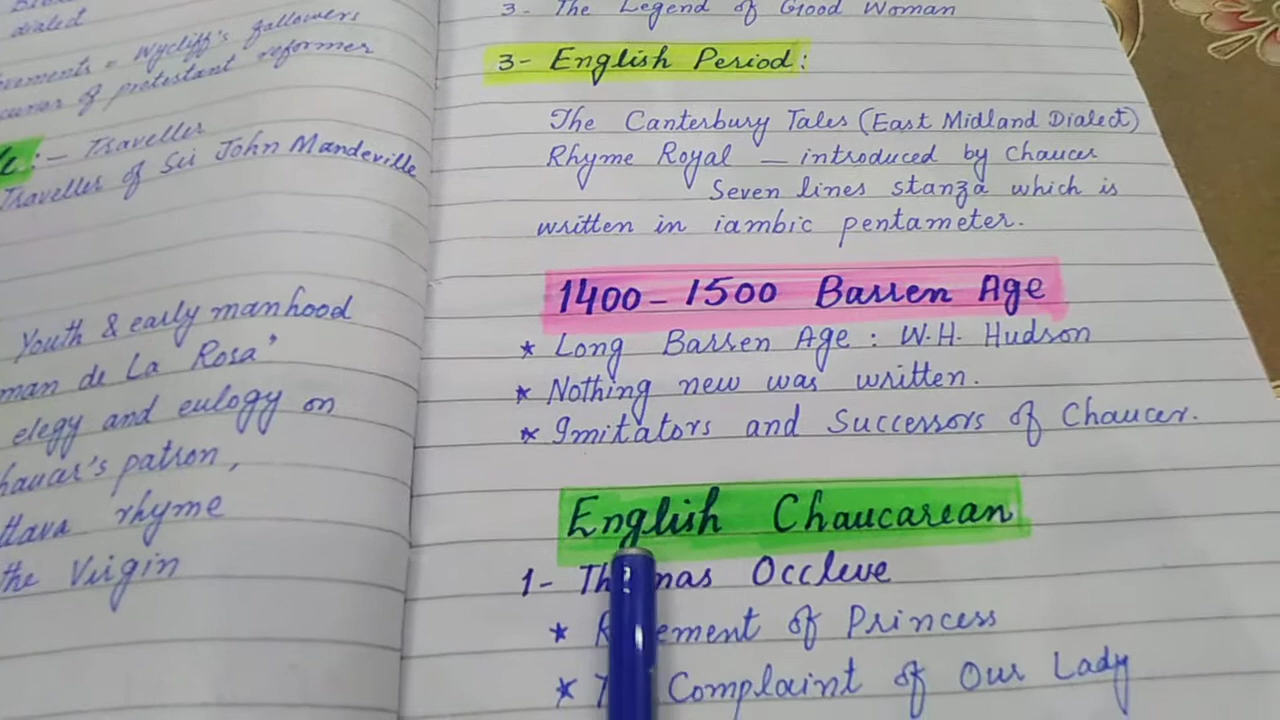 dialect
ovements = Wycliff's followers
of protestant reformer
:- Traveller
Traveller of Sir John Mandeville
Youth & early manhood
man de La Rosa"
elegy and eulogy on
patron,
rhyme
the Virgin
3- The Legend of Good Woman
3- English Period:
The Canterbury Tales (East Midland Dialect)
Rhyme Royal — introduced by Chaucer
Seven lines stanza which is
written in iambic pentameter.
1400-1500 Barren Age
* Long Barren Age : W.H. Hudson
* Nothing new was written.
* Imitators and Successors of Chaucer.
English Chaucarean
1- Th mas Occleve
* R ement of Princess
* Complaint of Our Lady